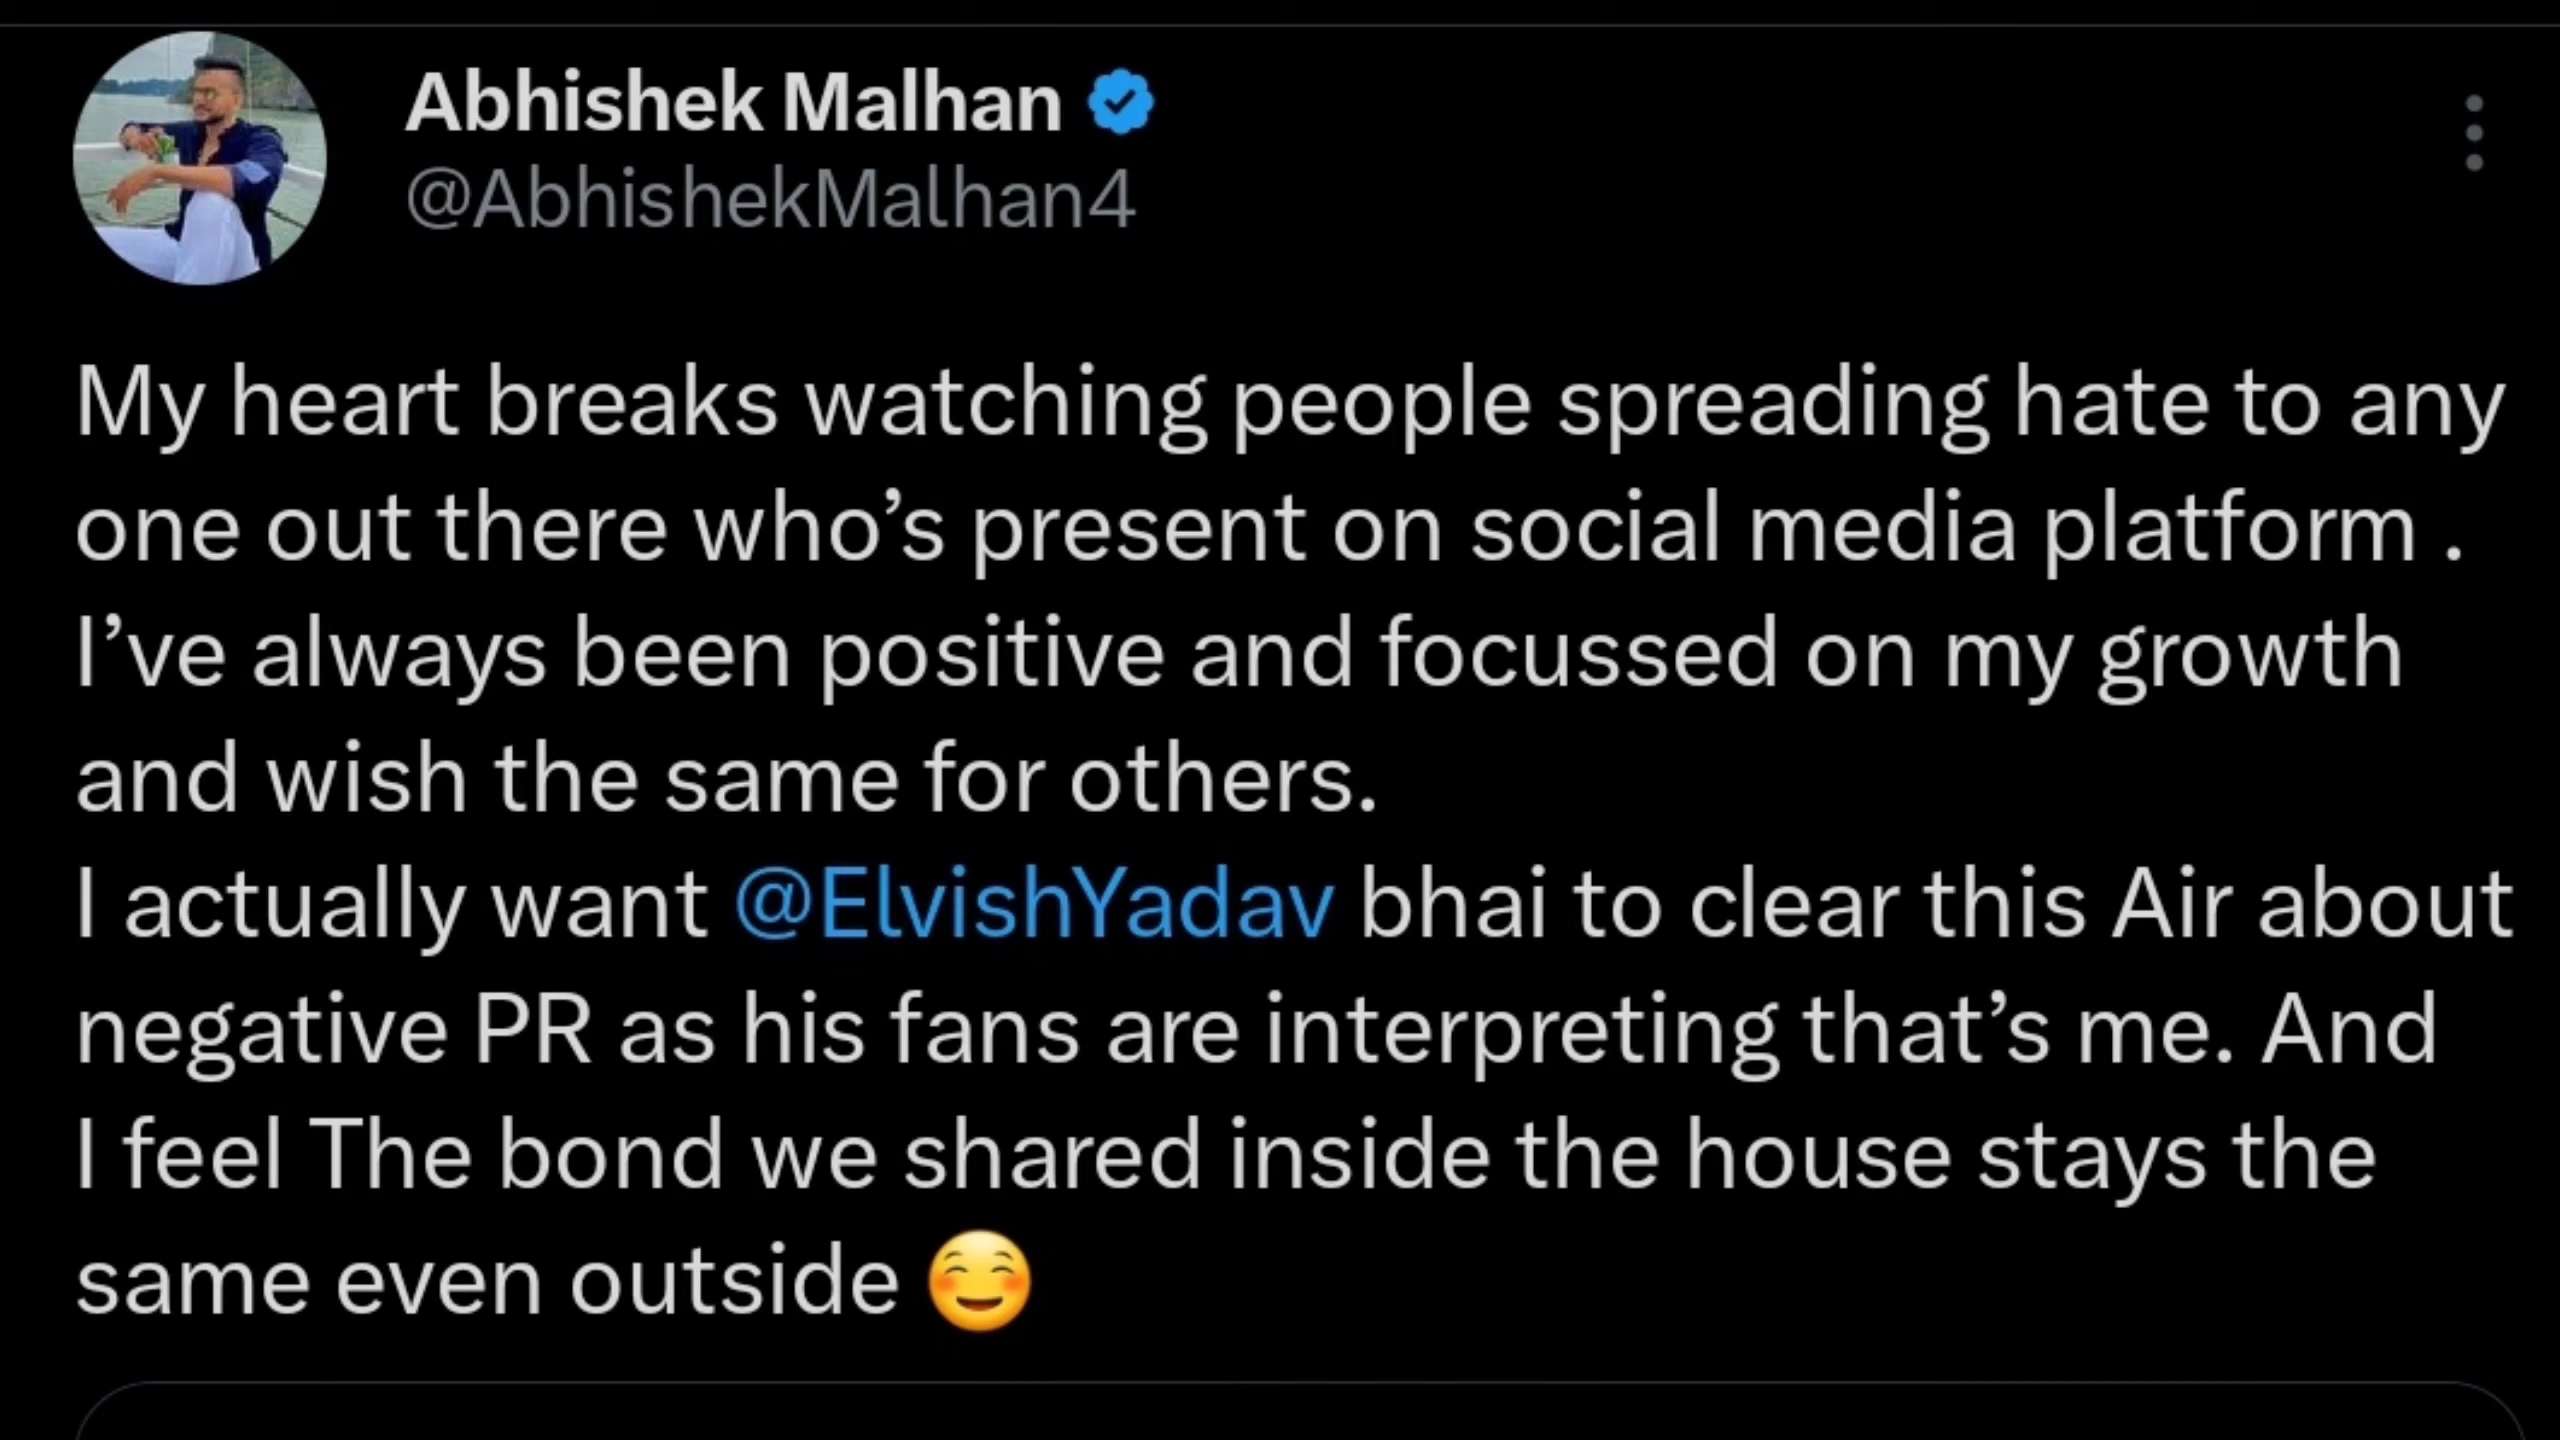 Abhishek Malhan
@AbhishekMalhan4
My heart breaks watching people spreading hate to any
one out there who’s present on social media platform .
I’ve always been positive and focussed on my growth
and wish the same for others.
I actually want @ElvishYadav bhai to clear this Air about
negative PR as his fans are interpreting that’s me. And
I feel The bond we shared inside the house stays the
same even outside 😊